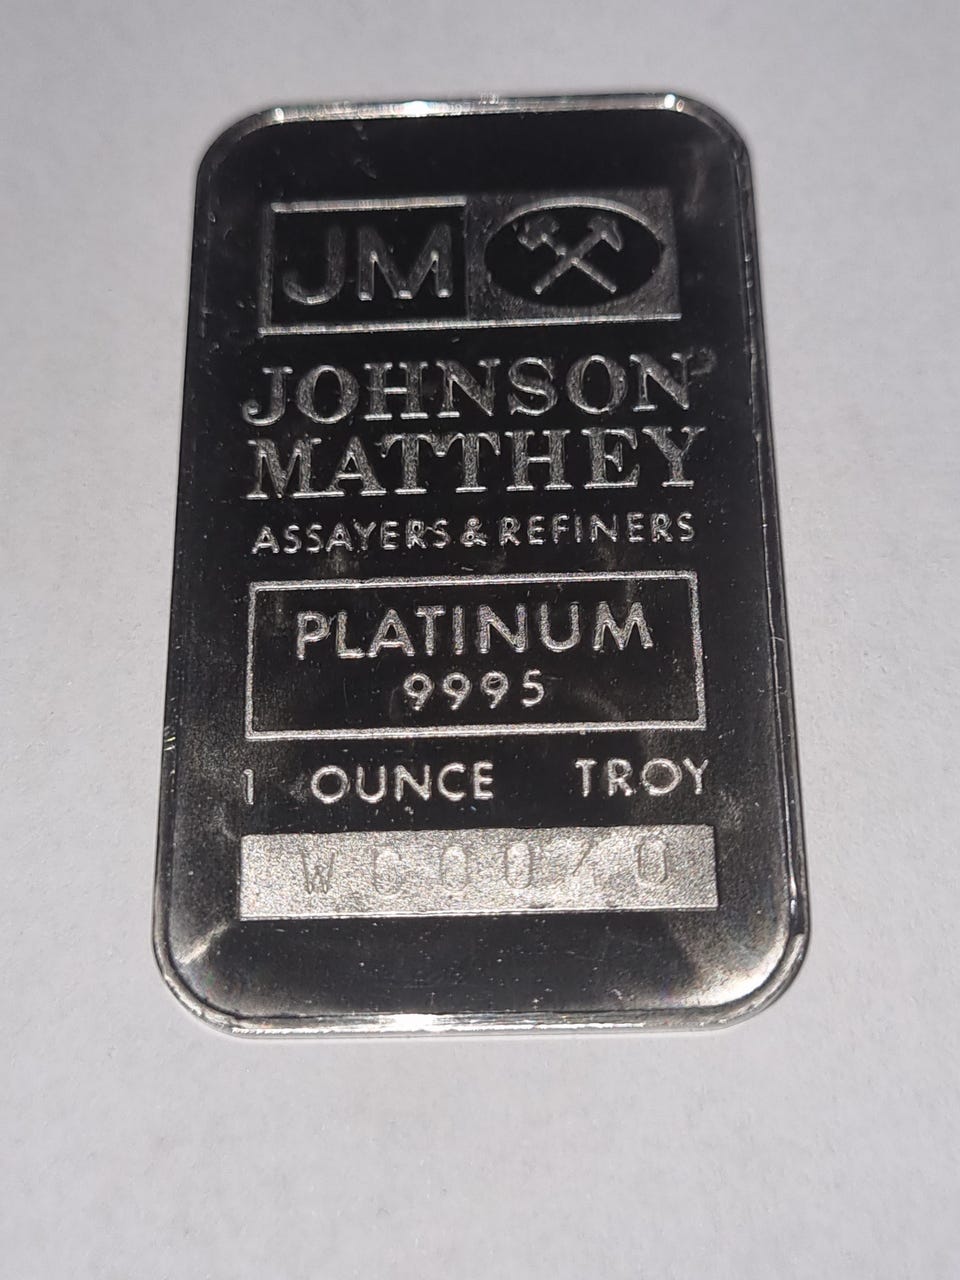 JM
JOHNSON
MATTHEY
ASSAYERS & REFINERS
PLATINUM
9995
1 OUNCE TROY